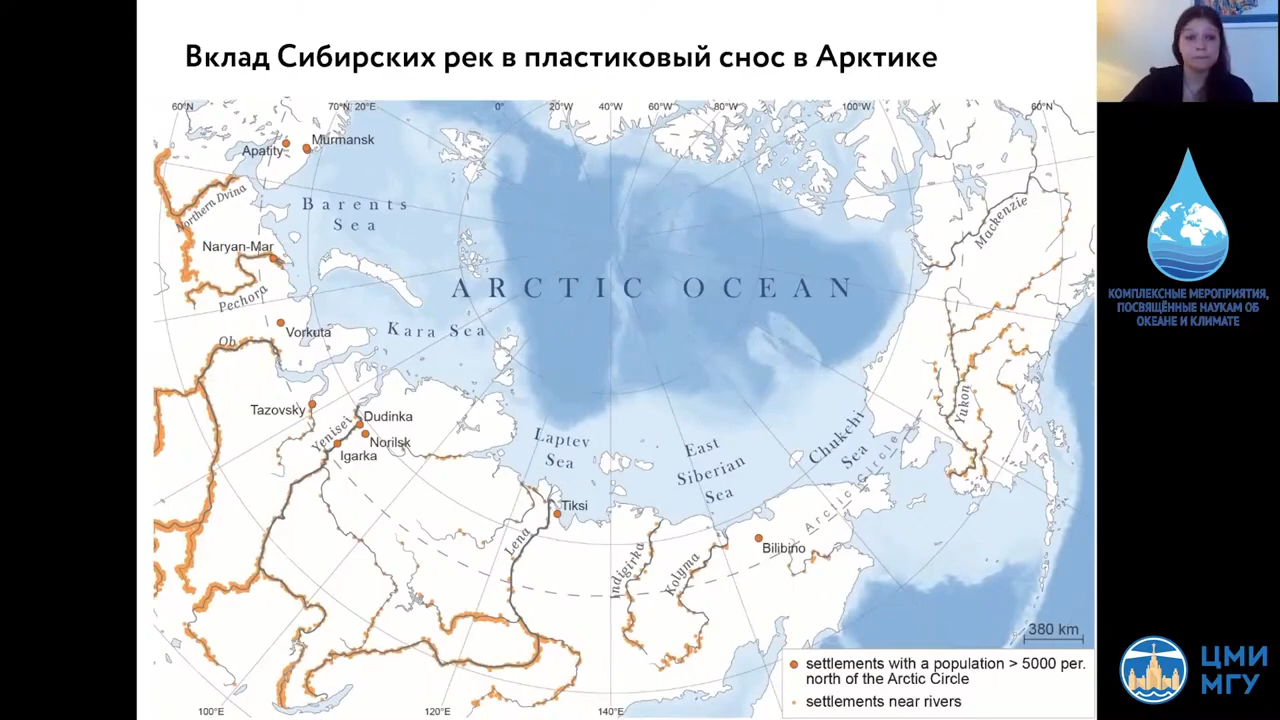 Вклад Сибирских рек в пластиковый снос в Арктике
60°N
70°N
20°E
0°
20°W
40°W
60°W
80°W
100°W
60°N
Murmansk
Apatity
Northern Dvina
Barents
Sea
Naryan-Mar
Pechora
Mackenzie
ARCTIC OCEAN
Vorkuta
Kara Sea
Ob
Tazovsky
Yenisei
Dudinka
Norilsk
Igarka
Yukon
Laptev
Sea
East
Siberian
Sea
Chukchi
Sea
Arctic Circle
Tiksi
Lena
Indigirka
Kolyma
Bilibino
380 km
settlements with a population > 5000 per.
north of the Arctic Circle
settlements near rivers
100°E
120°E
140°E
КОМПЛЕКСНЫЕ МЕРОПРИЯТИЯ,
ПОСВЯЩЁННЫЕ НАУКАМ ОБ
ОКЕАНЕ И КЛИМАТЕ
ЦМИ
МГУ